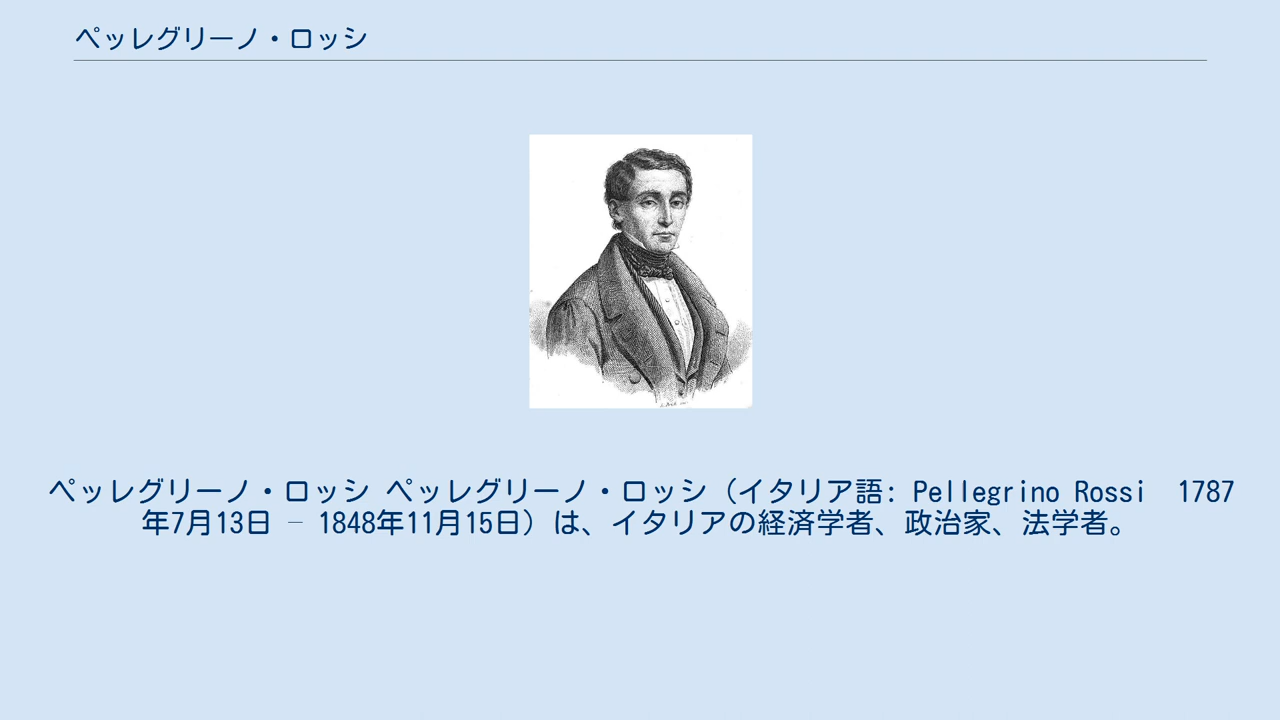 ペッレグリーノ・ロッシ
ペッレグリーノ・ロッシ ペッレグリーノ・ロッシ（イタリア語: Pellegrino Rossi　1787
年7月13日 – 1848年11月15日）は、イタリアの経済学者、政治家、法学者。